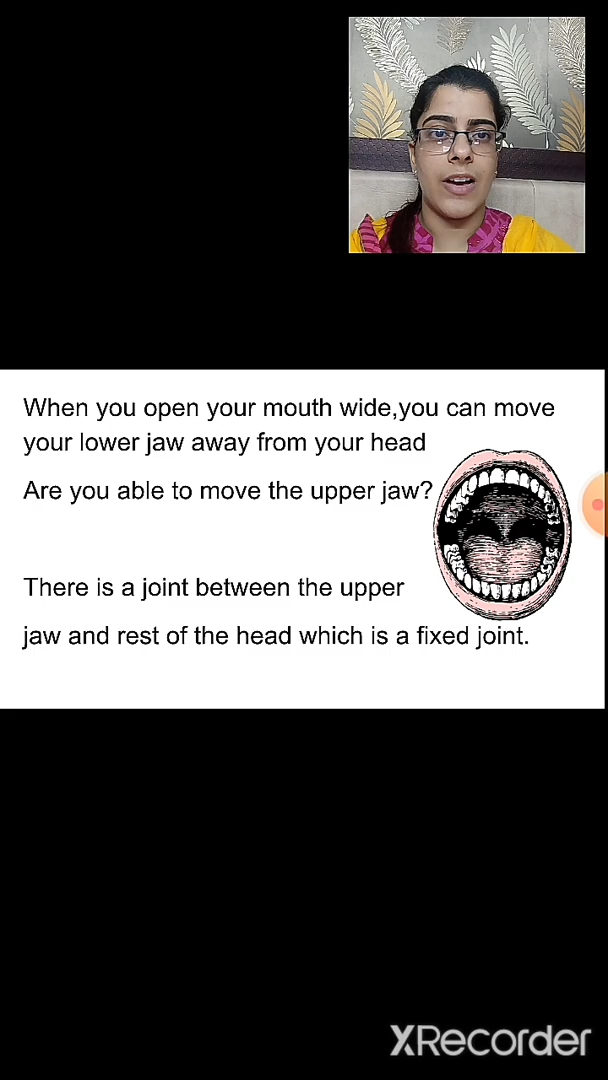 When you open your mouth wide,you can move
your lower jaw away from your head
Are you able to move the upper jaw?
There is a joint between the upper
jaw and rest of the head which is a fixed joint.
XRecorder